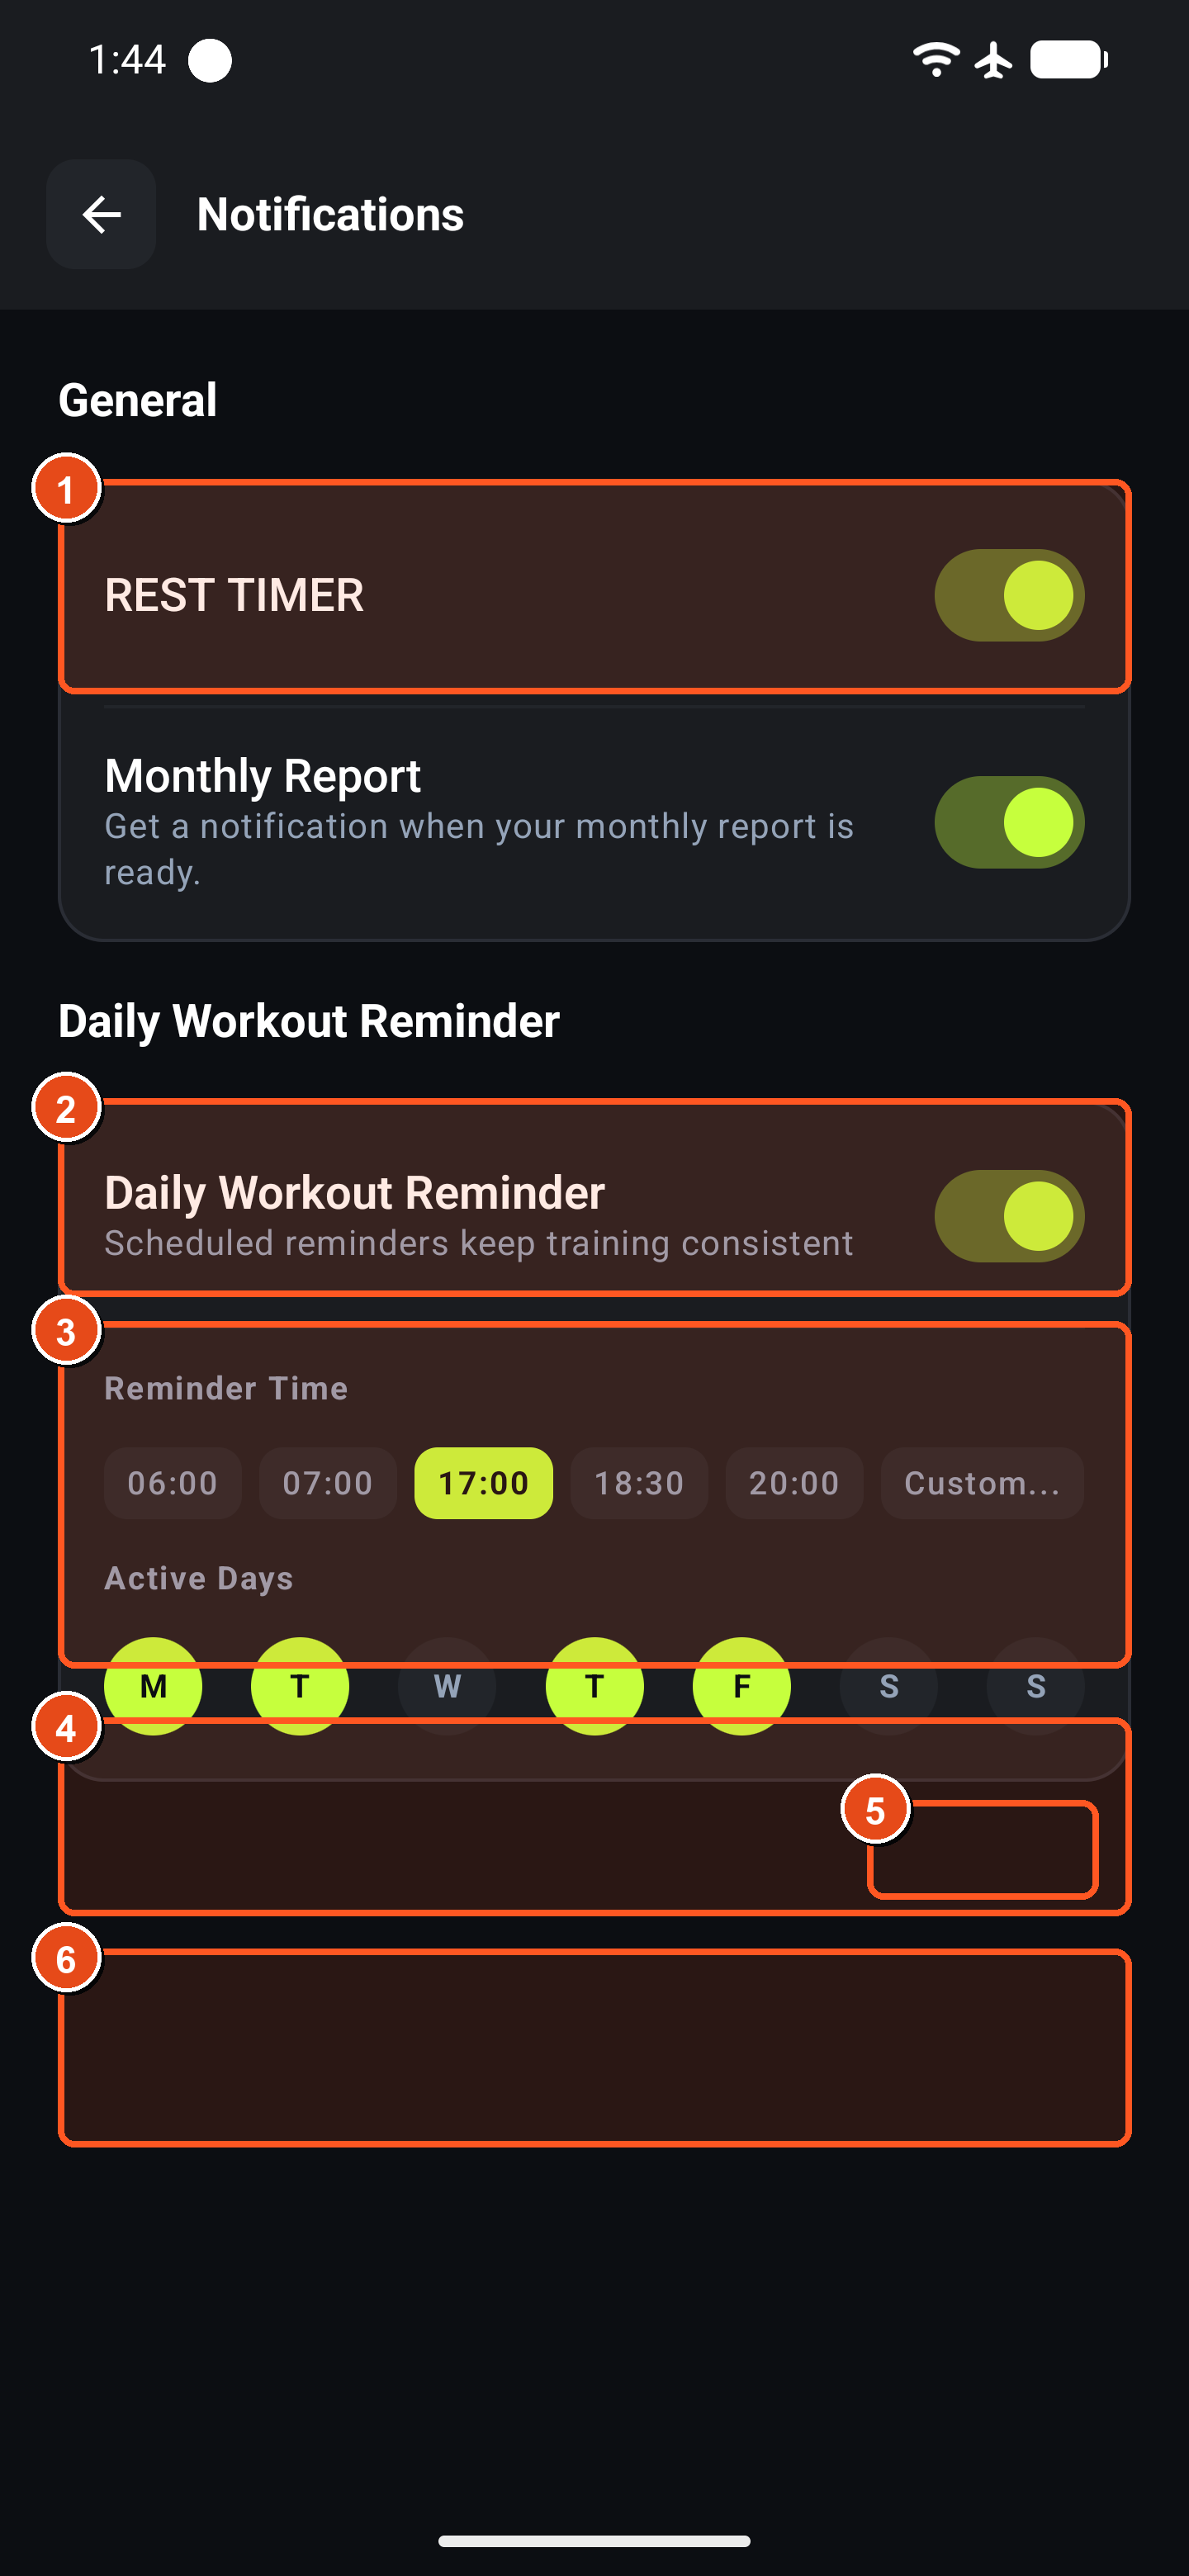 1:44
Notifications
General
1
REST TIMER
Monthly Report
Get a notification when your monthly report is
ready.
Daily Workout Reminder
2
Daily Workout Reminder
Scheduled reminders keep training consistent
3
Reminder Time
06:00 07:00 17:00 18:30 20:00 Custom...
Active Days
M T W T F S S
4
5
6